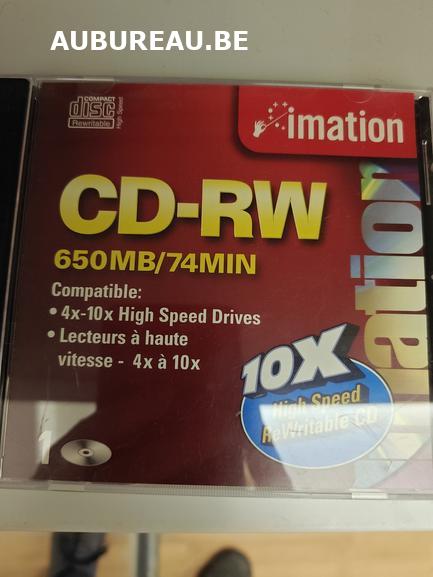 AUBUREAU.BE
COMPACT
disc
Rewritable
High Speed
imation
CD-RW
650MB/74MIN
Compatible:
• 4x-10x High Speed Drives
• Lecteurs à haute
vitesse - 4x à 10x
10X
High Speed
ReWritable CD
1
vation